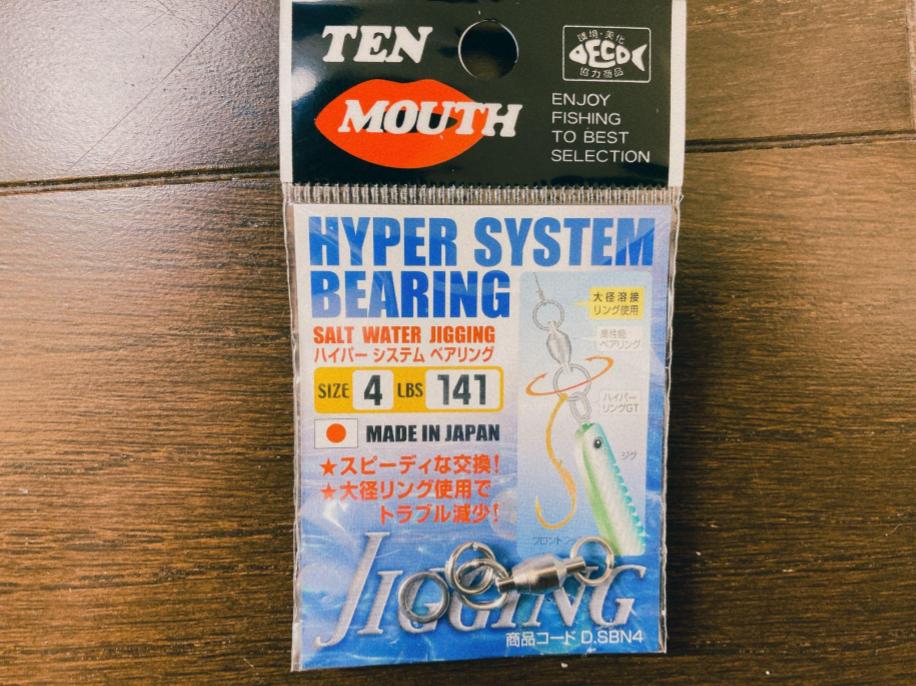 TEN
MOUTH
環境・美化
DECO
協力商品
ENJOY
FISHING
TO BEST
SELECTION
HYPER SYSTEM
BEARING
SALT WATER JIGGING
ハイパー システム ベアリング
SIZE 4 LBS 141
MADE IN JAPAN
★スピーディな交換!
★大径リング使用で
トラブル減少!
大径溶接
リング使用
高性能
ベアリング
ハイパー
リングGT
ジグ
JIGGING
商品コード D.SBN4